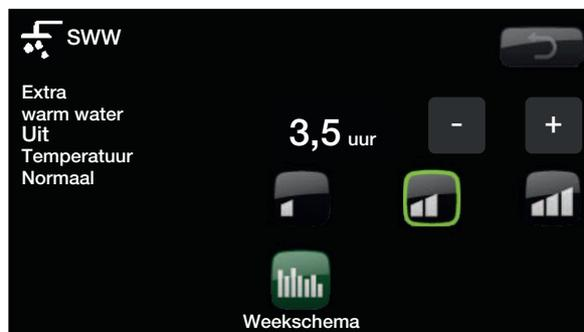 SWW
Extra
warm water
Uit
Temperatuur
Normaal
3,5 uur
-
+
Weekschema